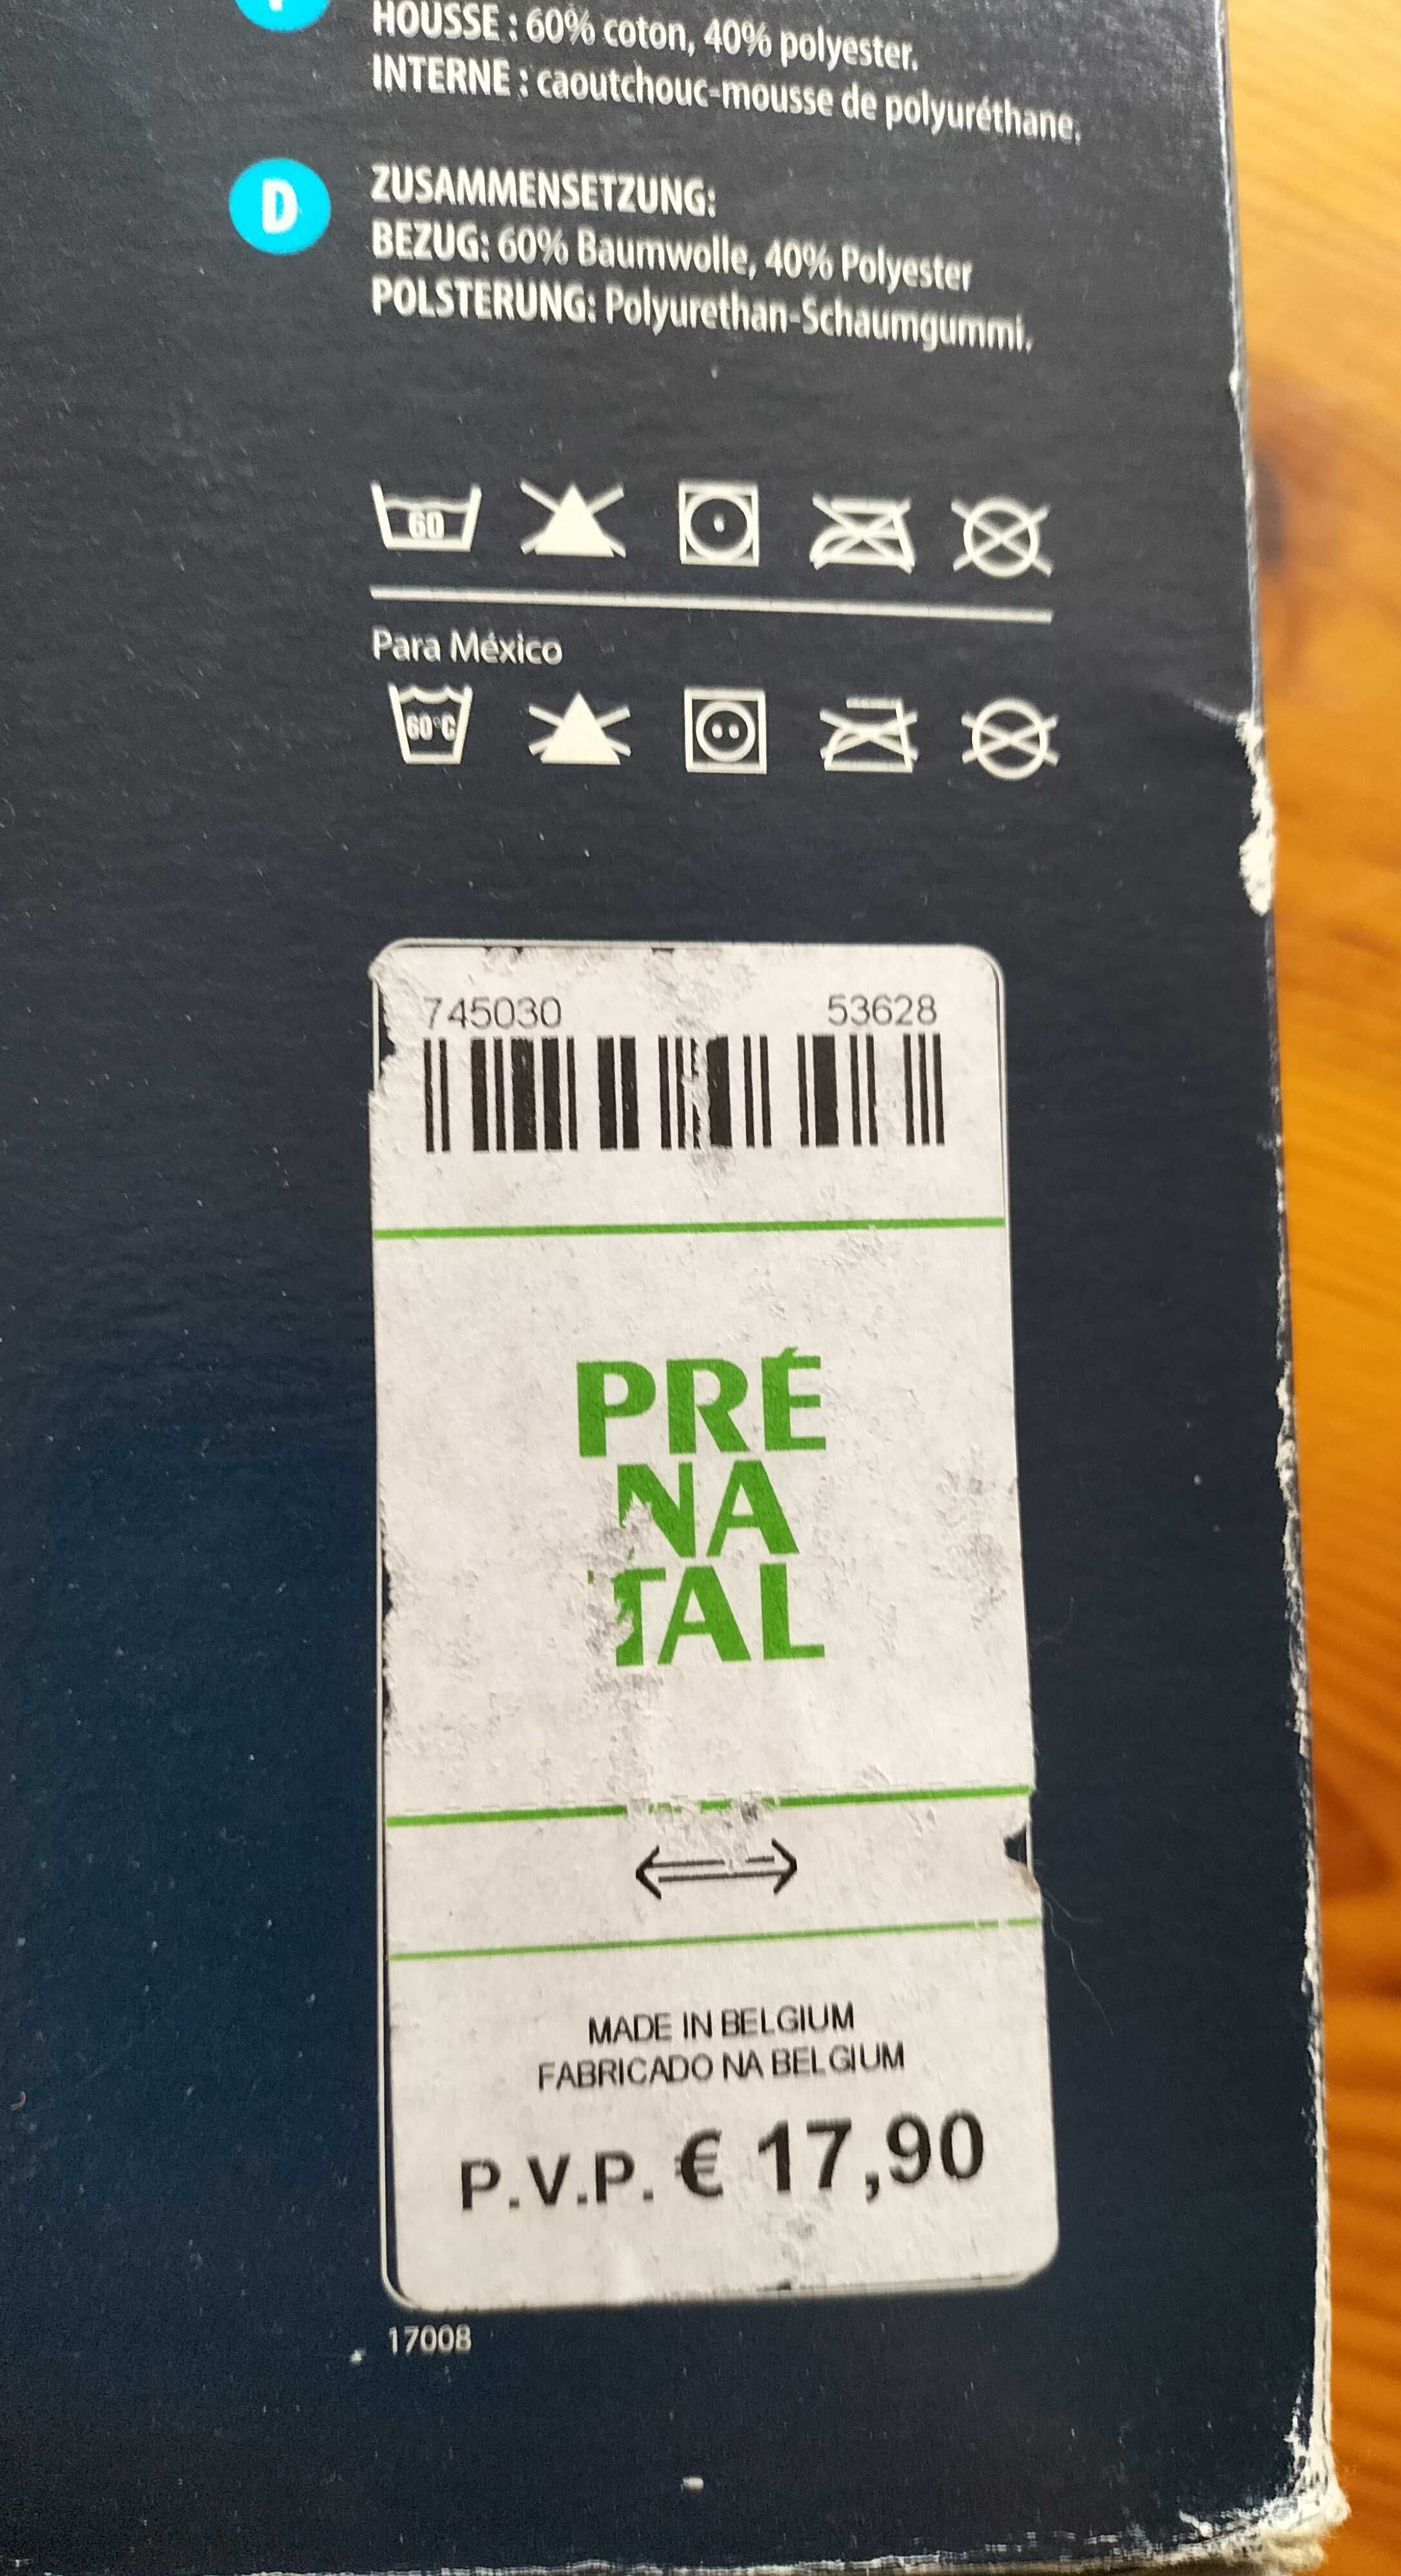 HOUSSE : 60% coton, 40% polyester.
INTERNE : caoutchouc-mousse de polyuréthane.
D
ZUSAMMENSETZUNG:
BEZUG: 60% Baumwolle, 40% Polyester
POLSTERUNG: Polyurethan-Schaumgummi.
60
Para México
60°C
745030 53628
PRÉ
NA
TAL
MADE IN BELGIUM
FABRICADO NA BELGIUM
P.V.P. € 17,90
17008